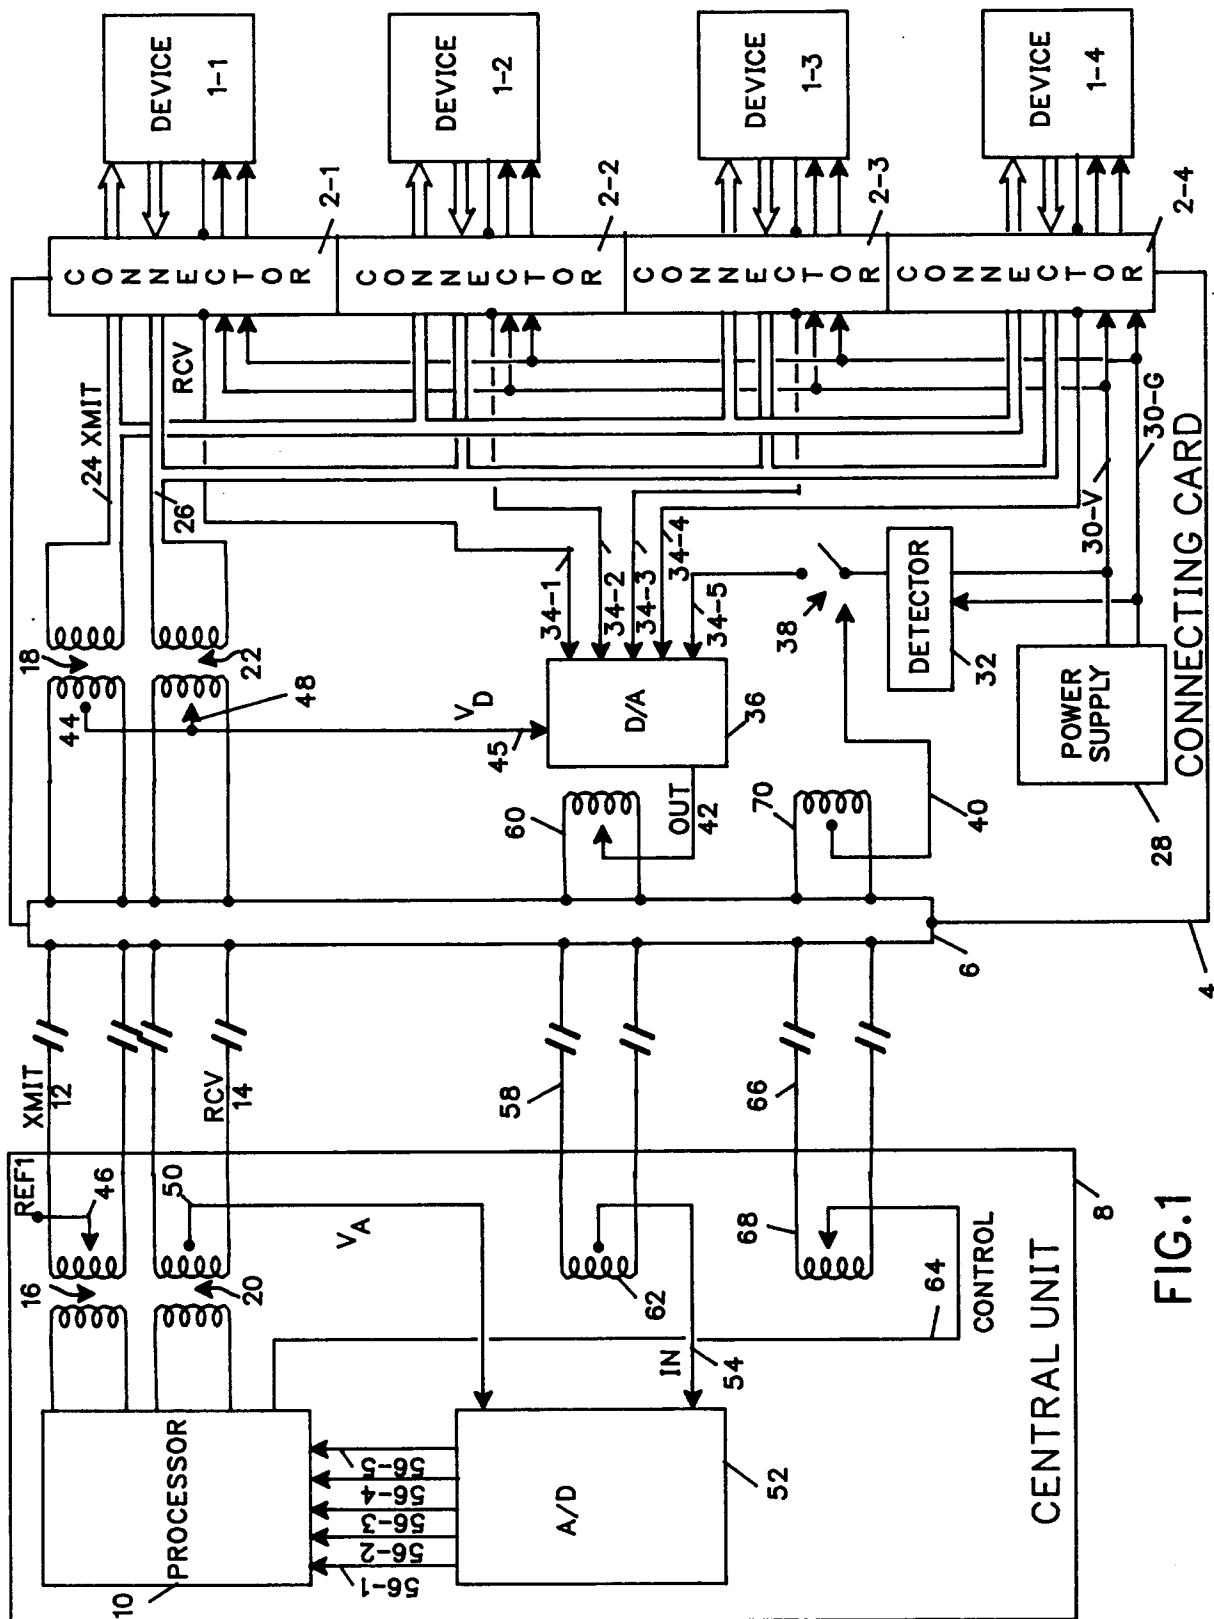 DEVICE
1-1
DEVICE
1-2
DEVICE
1-3
DEVICE
1-4
CONNECTOR
2-1
CONNECTOR
2-2
CONNECTOR
2-3
CONNECTOR
2-4
24 XMIT
RCV
26
18
22
44
48
VD
45
34-1
34-2
34-3
34-4
34-5
D/A
36
OUT
42
60
70
38
40
DETECTOR
32
POWER
SUPPLY
28
30-V
30-G
CONNECTING CARD
4
6
XMIT
12
RCV
14
58
66
REF1
46
50
16
20
VA
62
68
64
CONTROL
IN
54
PROCESSOR
10
56-1
56-2
56-3
56-4
56-5
A/D
52
CENTRAL UNIT
8
FIG.1